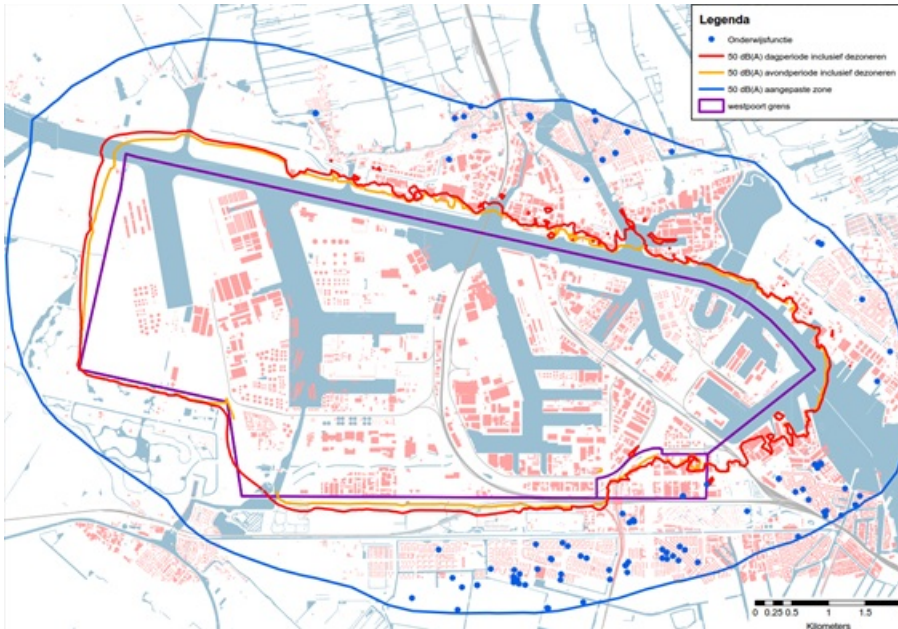 Legenda
Onderwijsfunctie
50 dB(A) dagperiode inclusief dezoneren
50 dB(A) avondperiode inclusief dezoneren
50 dB(A) aangepaste zone
westpoort grens
0 0.25 0.5 1 1.5
Kilometers